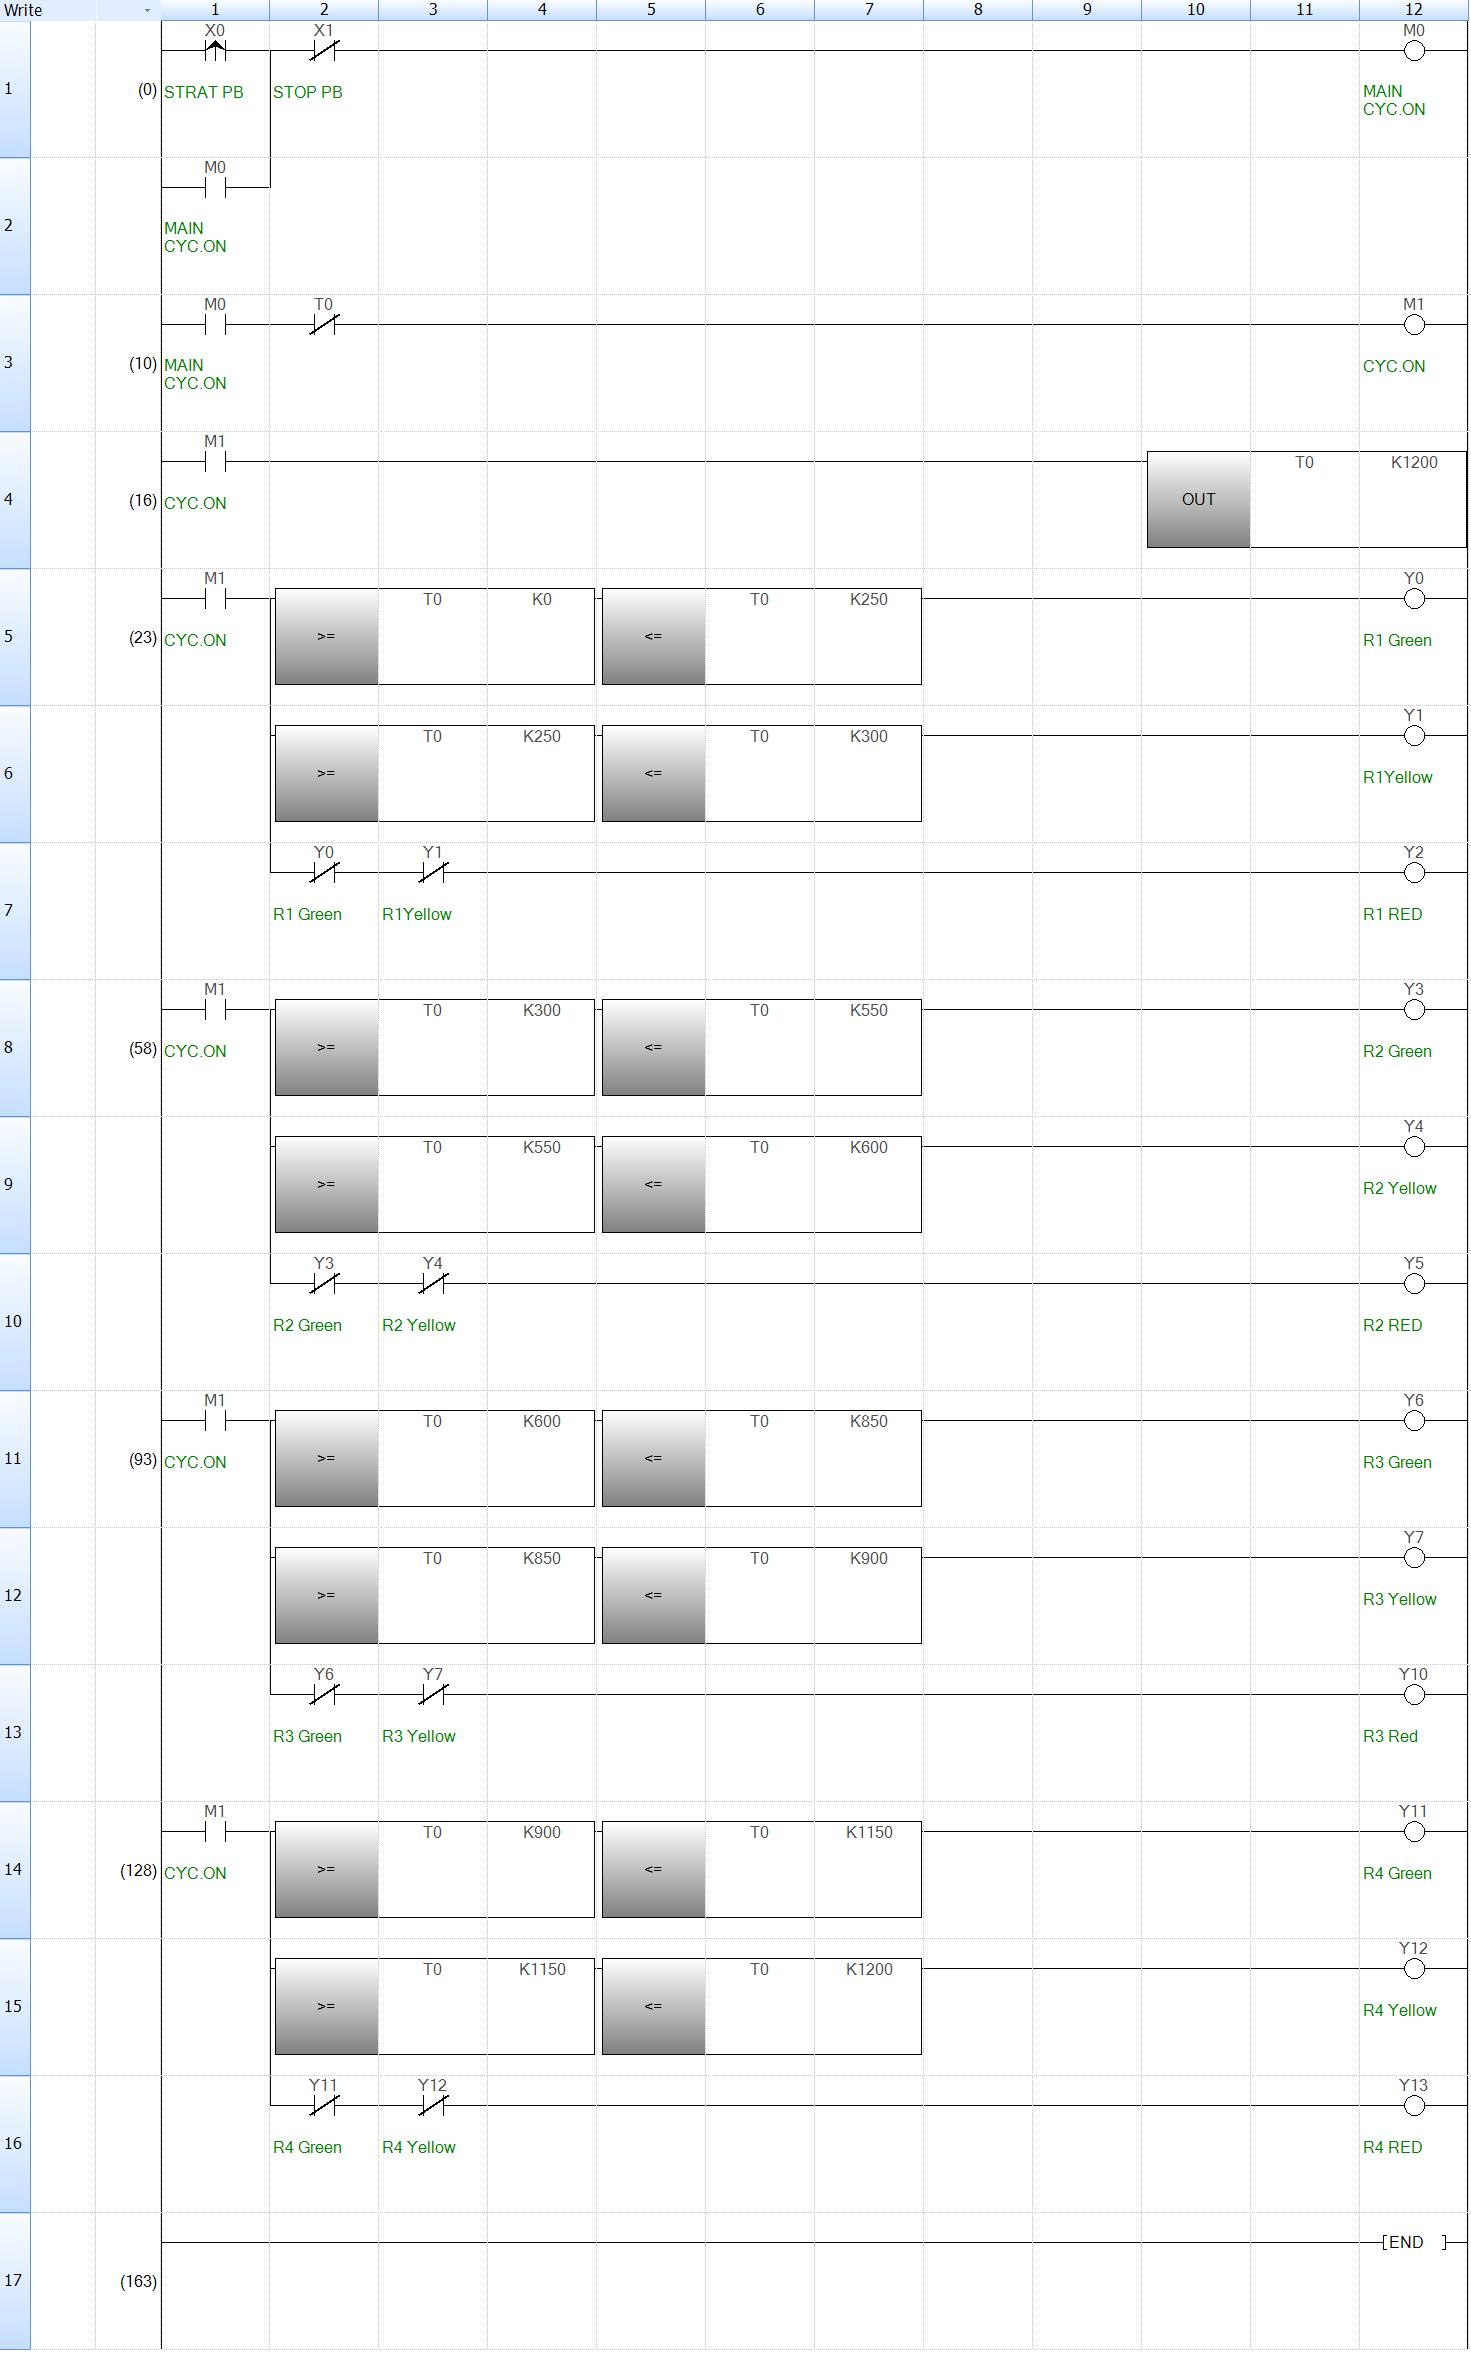 Write 1 2 3 4 5 6 7 8 9 10 11 12
X0 X1 M0
1 (0) STRAT PB STOP PB MAIN
CYC.ON
M0
2 MAIN
CYC.ON
M0 T0 M1
3 (10) MAIN CYC.ON
CYC.ON
M1 T0 K1200
4 (16) CYC.ON OUT
M1 T0 K0 T0 K250 Y0
5 (23) CYC.ON >= <= R1 Green
T0 K250 T0 K300 Y1
6 >= <= R1Yellow
Y0 Y1 Y2
7 R1 Green R1Yellow R1 RED
M1 T0 K300 T0 K550 Y3
8 (58) CYC.ON >= <= R2 Green
T0 K550 T0 K600 Y4
9 >= <= R2 Yellow
Y3 Y4 Y5
10 R2 Green R2 Yellow R2 RED
M1 T0 K600 T0 K850 Y6
11 (93) CYC.ON >= <= R3 Green
T0 K850 T0 K900 Y7
12 >= <= R3 Yellow
Y6 Y7 Y10
13 R3 Green R3 Yellow R3 Red
M1 T0 K900 T0 K1150 Y11
14 (128) CYC.ON >= <= R4 Green
T0 K1150 T0 K1200 Y12
15 >= <= R4 Yellow
Y11 Y12 Y13
16 R4 Green R4 Yellow R4 RED
[END ]
17 (163)